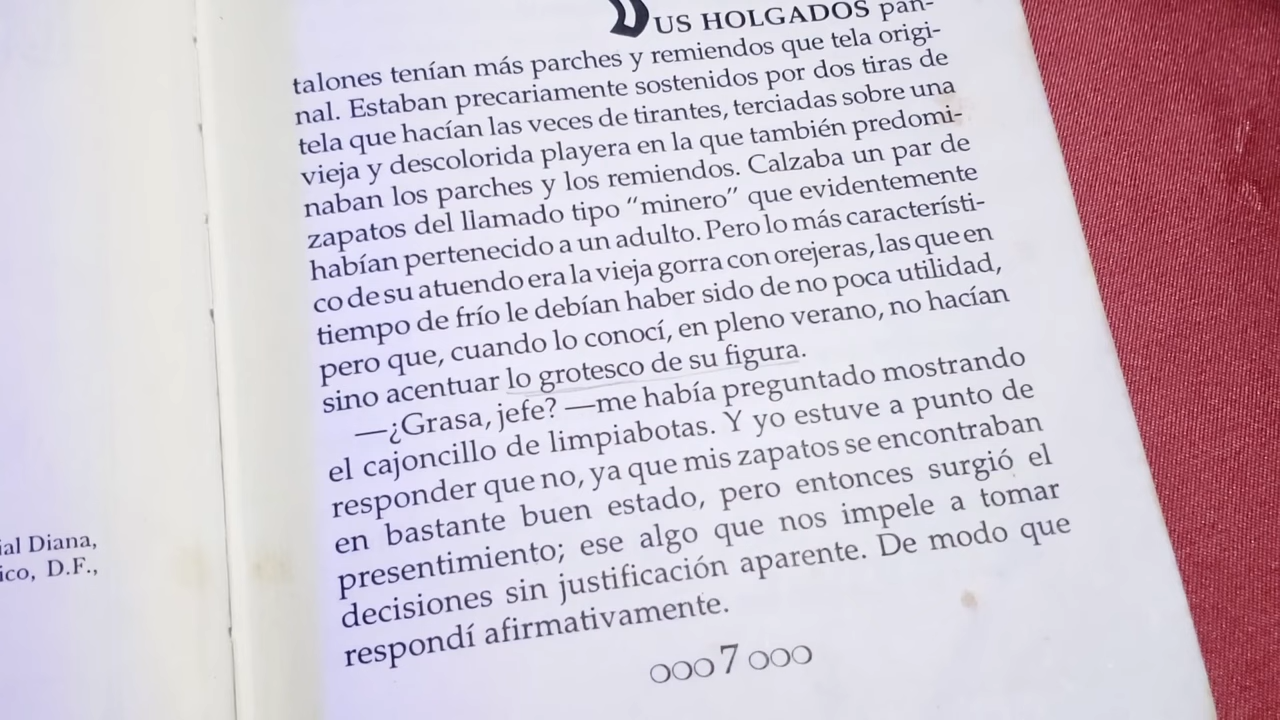 US HOLGADOS pan-
talones tenían más parches y remiendos que tela origi-
nal. Estaban precariamente sostenidos por dos tiras de
tela que hacían las veces de tirantes, terciadas sobre una
vieja y descolorida playera en la que también predomi-
naban los parches y los remiendos. Calzaba un par de
zapatos del llamado tipo “minero” que evidentemente
habían pertenecido a un adulto. Pero lo más característi-
co de su atuendo era la vieja gorra con orejeras, las que en
tiempo de frío le debían haber sido de no poca utilidad,
pero que, cuando lo conocí, en pleno verano, no hacían
sino acentuar lo grotesco de su figura.
—¿Grasa, jefe? —me había preguntado mostrando
el cajoncillo de limpiabotas. Y yo estuve a punto de
responder que no, ya que mis zapatos se encontraban
en bastante buen estado, pero entonces surgió el
presentimiento; ese algo que nos impele a tomar
decisiones sin justificación aparente. De modo que
respondí afirmativamente.
7
ial Diana,
ico, D.F.,